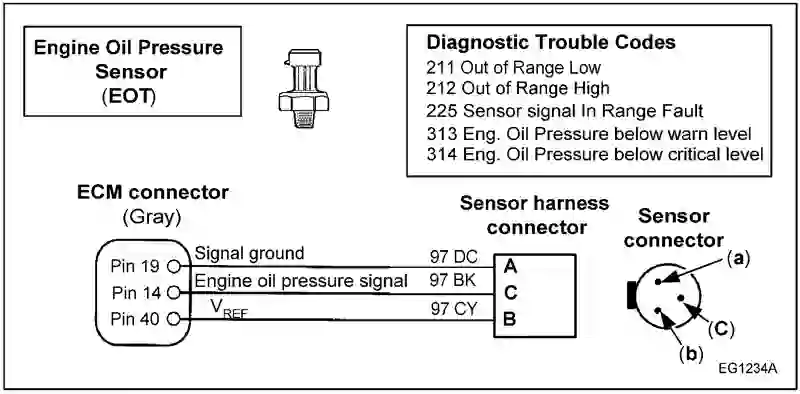 Engine Oil Pressure
Sensor
(EOT)
Diagnostic Trouble Codes
211 Out of Range Low
212 Out of Range High
225 Sensor signal In Range Fault
313 Eng. Oil Pressure below warn level
314 Eng. Oil Pressure below critical level
ECM connector
(Gray)
Sensor harness
connector
Sensor
connector
Pin 19 Signal ground 97 DC A
Pin 14 Engine oil pressure signal 97 BK C
Pin 40 VREF 97 CY B
(a)
(C)
(b)
EG1234A